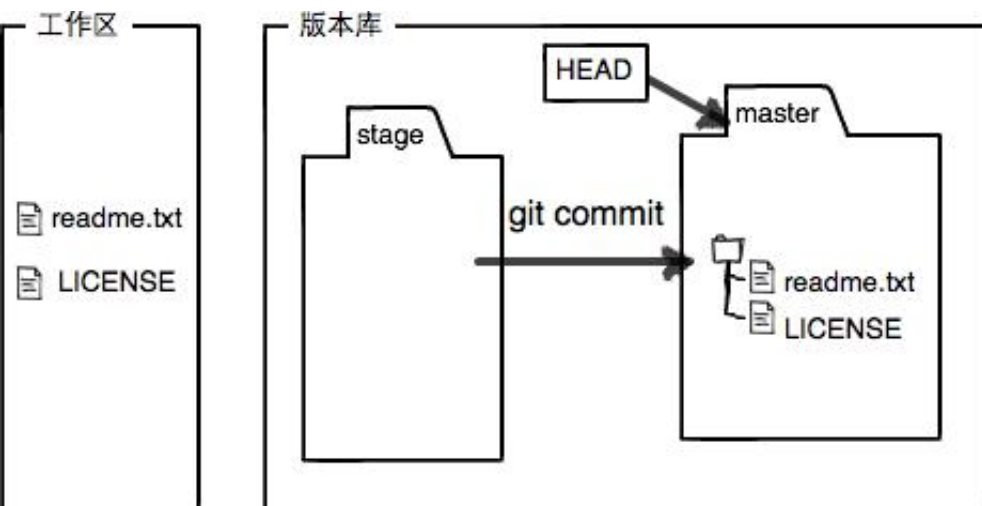 工作区
readme.txt
LICENSE
版本库
HEAD
stage
master
git commit
readme.txt
LICENSE